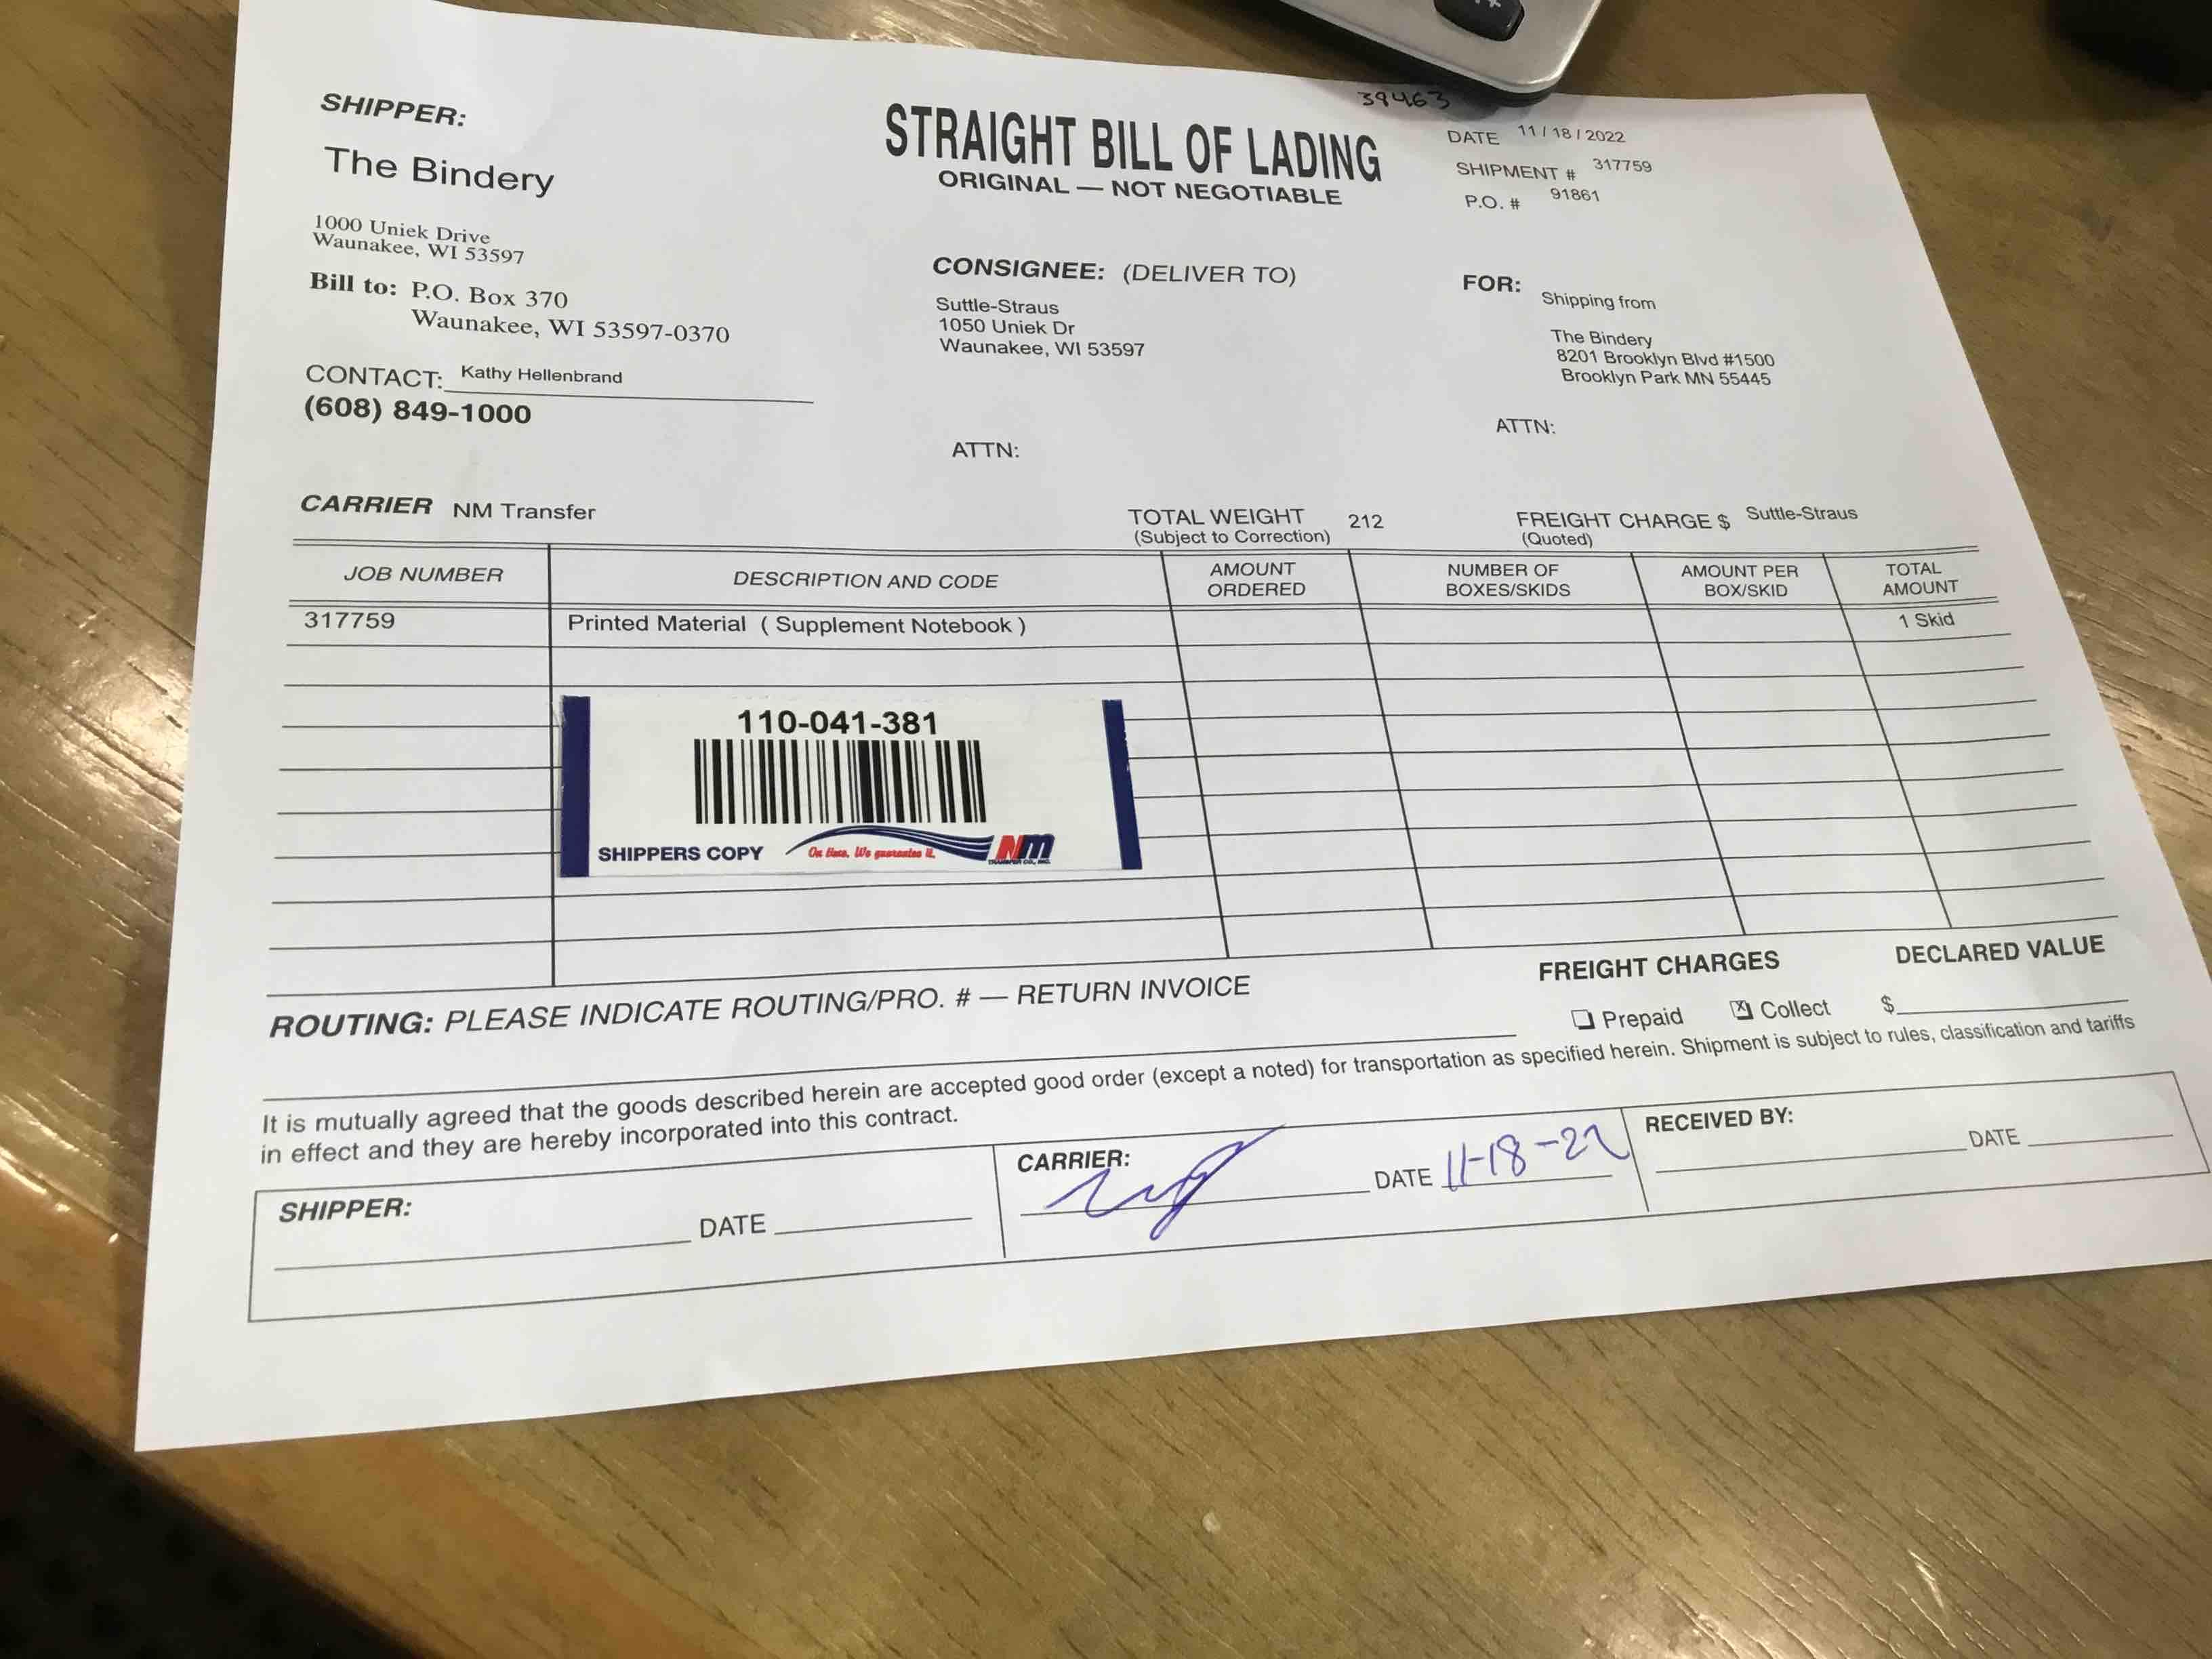 39463
SHIPPER:
The Bindery
1000 Uniek Drive
Waunakee, WI 53597
Bill to: P.O. Box 370
Waunakee, WI 53597-0370
CONTACT: Kathy Hellenbrand
(608) 849-1000
STRAIGHT BILL OF LADING
ORIGINAL — NOT NEGOTIABLE
DATE 11 / 18 / 2022
SHIPMENT # 317759
P.O. # 91861
CONSIGNEE: (DELIVER TO)
Suttle-Straus
1050 Uniek Dr
Waunakee, WI 53597
ATTN:
FOR: Shipping from
The Bindery
8201 Brooklyn Blvd #1500
Brooklyn Park MN 55445
ATTN:
CARRIER NM Transfer
TOTAL WEIGHT 212
(Subject to Correction)
FREIGHT CHARGE $ Suttle-Straus
(Quoted)
JOB NUMBER DESCRIPTION AND CODE AMOUNT ORDERED NUMBER OF BOXES/SKIDS AMOUNT PER BOX/SKID TOTAL AMOUNT
317759 Printed Material ( Supplement Notebook ) 1 Skid
110-041-381
SHIPPERS COPY On time. We guarantee it. NM
TRANSFER CO., INC.
ROUTING: PLEASE INDICATE ROUTING/PRO. # — RETURN INVOICE
FREIGHT CHARGES
Prepaid X Collect
DECLARED VALUE
$
It is mutually agreed that the goods described herein are accepted good order (except a noted) for transportation as specified herein. Shipment is subject to rules, classification and tariffs
in effect and they are hereby incorporated into this contract.
SHIPPER: DATE
CARRIER: DATE 11-18-22
RECEIVED BY: DATE